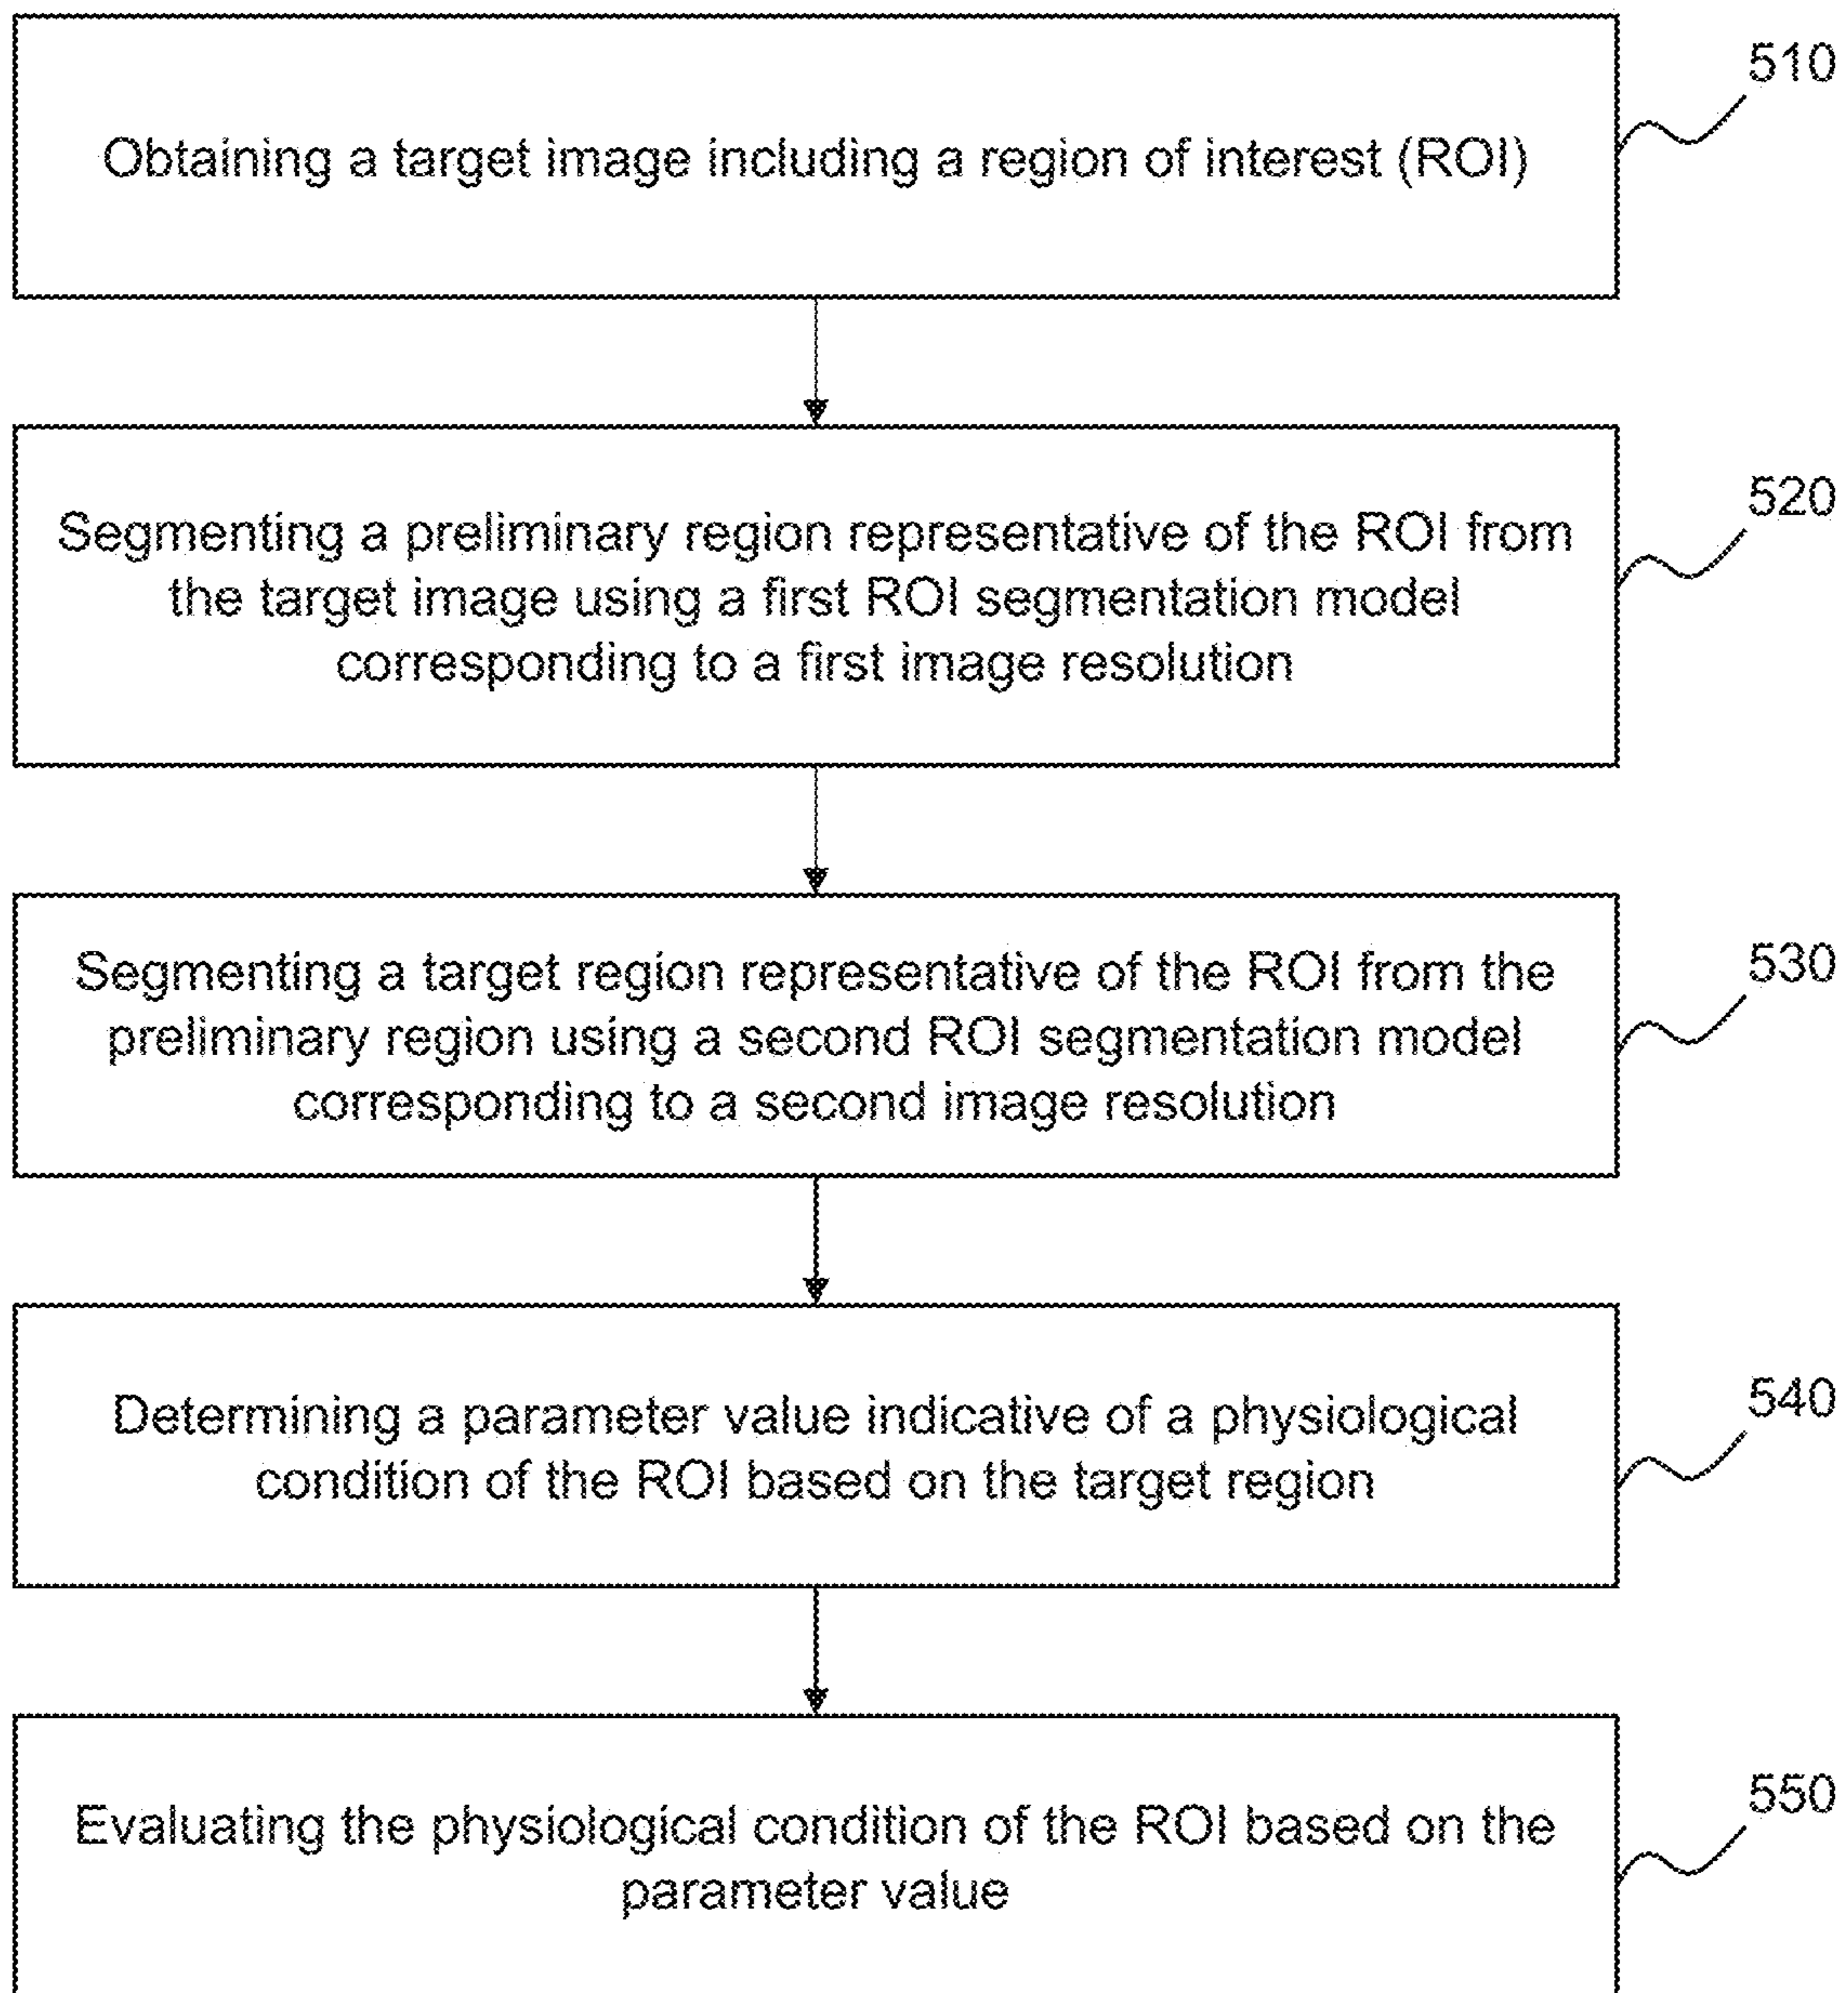 510
Obtaining a target image including a region of interest (ROI)
520
Segmenting a preliminary region representative of the ROI from
the target image using a first ROI segmentation model
corresponding to a first image resolution
530
Segmenting a target region representative of the ROI from the
preliminary region using a second ROI segmentation model
corresponding to a second image resolution
540
Determining a parameter value indicative of a physiological
condition of the ROI based on the target region
550
Evaluating the physiological condition of the ROI based on the
parameter value